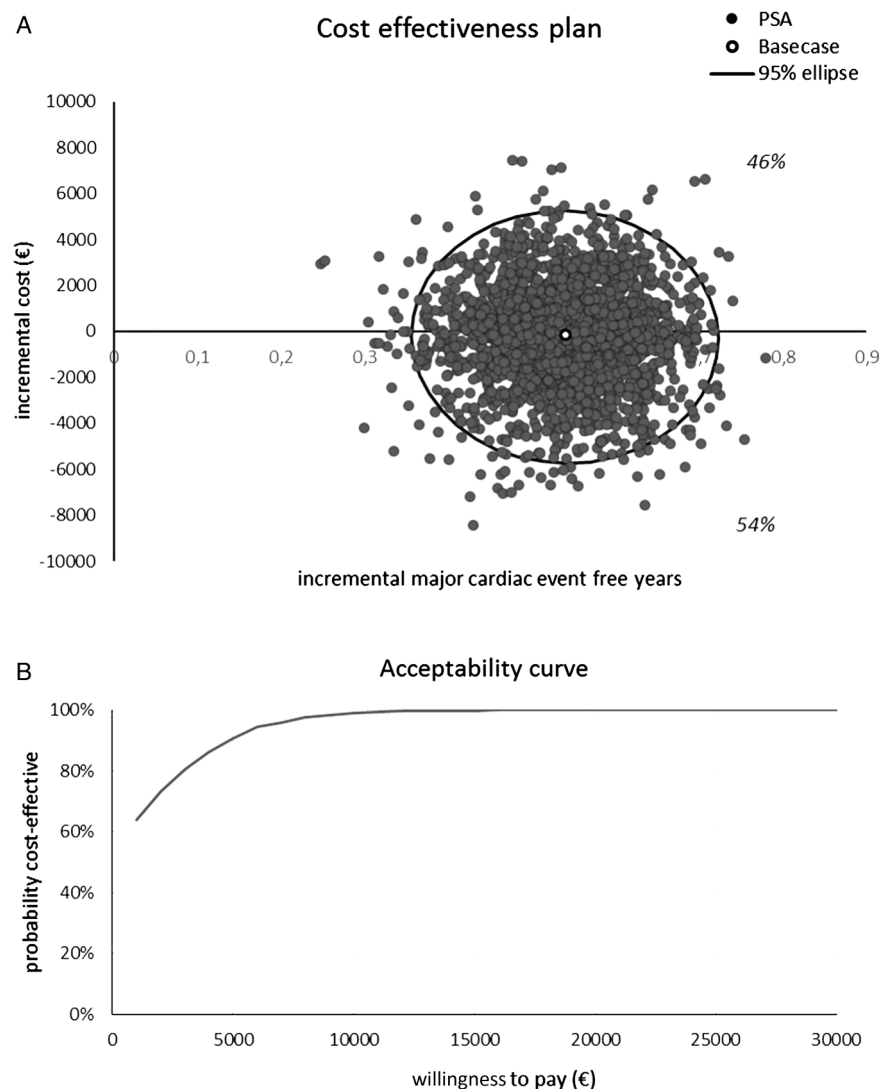 A
Cost effectiveness plan
PSA
Basecase
95% ellipse
10000
8000
6000
4000
2000
0
-2000
-4000
-6000
-8000
-10000
incremental cost (€)
46%
0 0,1 0,2 0,3 0,7 0,8 0,9
54%
incremental major cardiac event free years
B
Acceptability curve
100%
80%
60%
40%
20%
0%
probability cost-effective
0 5000 10000 15000 20000 25000 30000
willingness to pay (€)